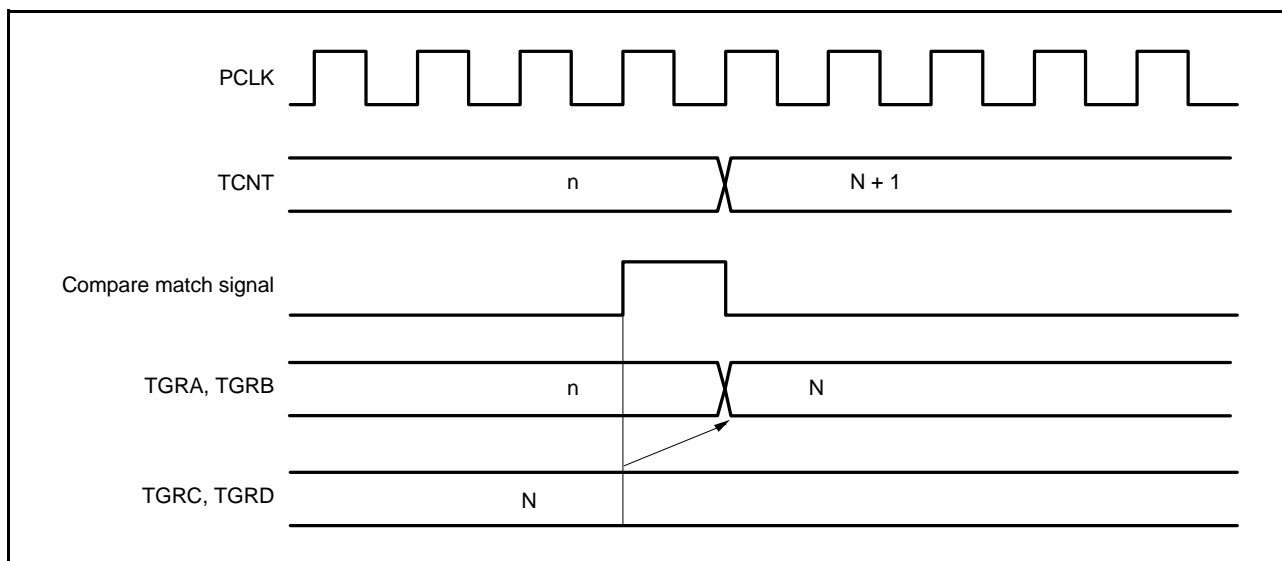 PCLK
TCNT n N + 1
Compare match signal
TGRA, TGRB n N
TGRC, TGRD N